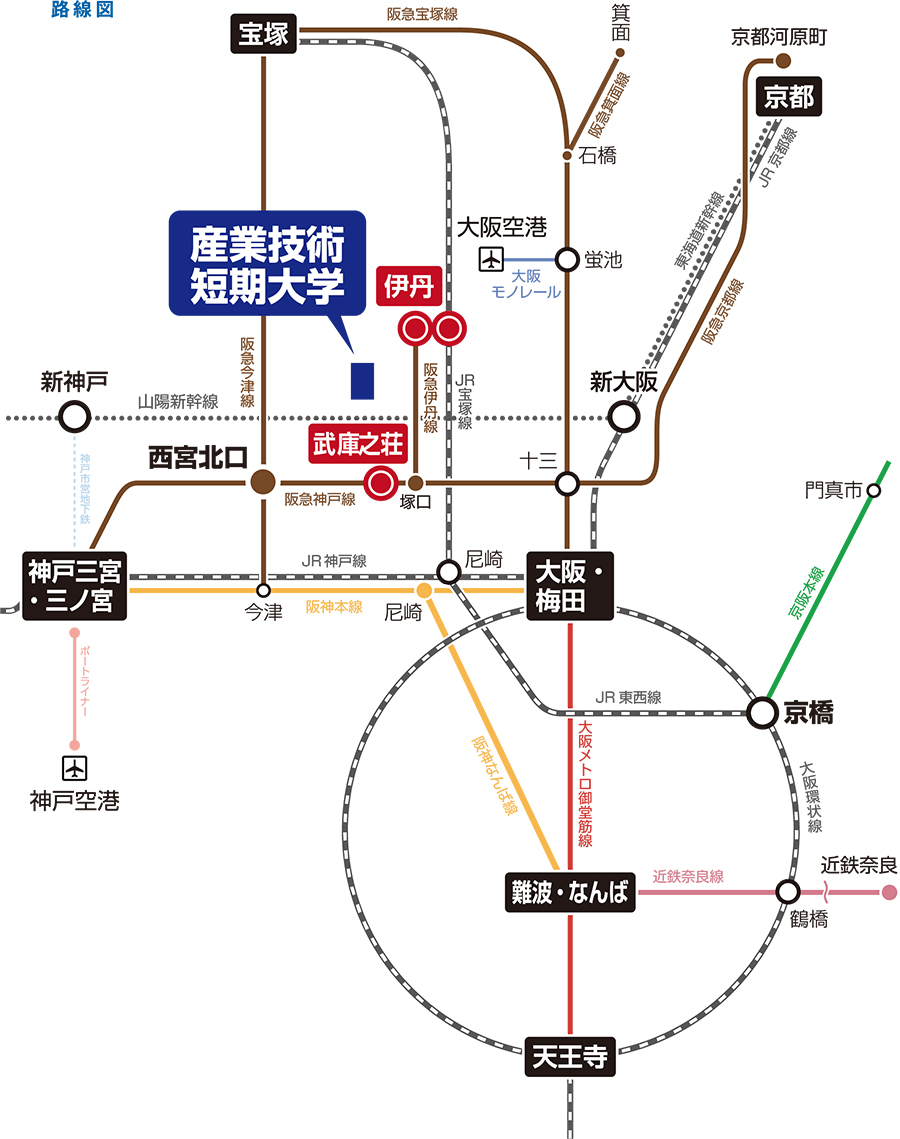 路線図
阪急宝塚線
箕面
宝塚
京都河原町
阪急箕面線
京都
石橋
JR京都線
東海道新幹線
産業技術
短期大学
大阪空港
蛍池
大阪
モノレール
伊丹
阪急京都線
阪急今津線
阪急伊丹線
JR宝塚線
新神戸
新大阪
山陽新幹線
武庫之荘
西宮北口
十三
神戸市営地下鉄
阪急神戸線
塚口
門真市
JR神戸線
尼崎
神戸三宮
・三ノ宮
大阪・
梅田
京阪本線
今津
阪神本線
尼崎
ポートライナー
JR東西線
京橋
大阪メトロ御堂筋線
阪神なんば線
大阪環状線
神戸空港
近鉄奈良線
近鉄奈良
難波・なんば
鶴橋
天王寺